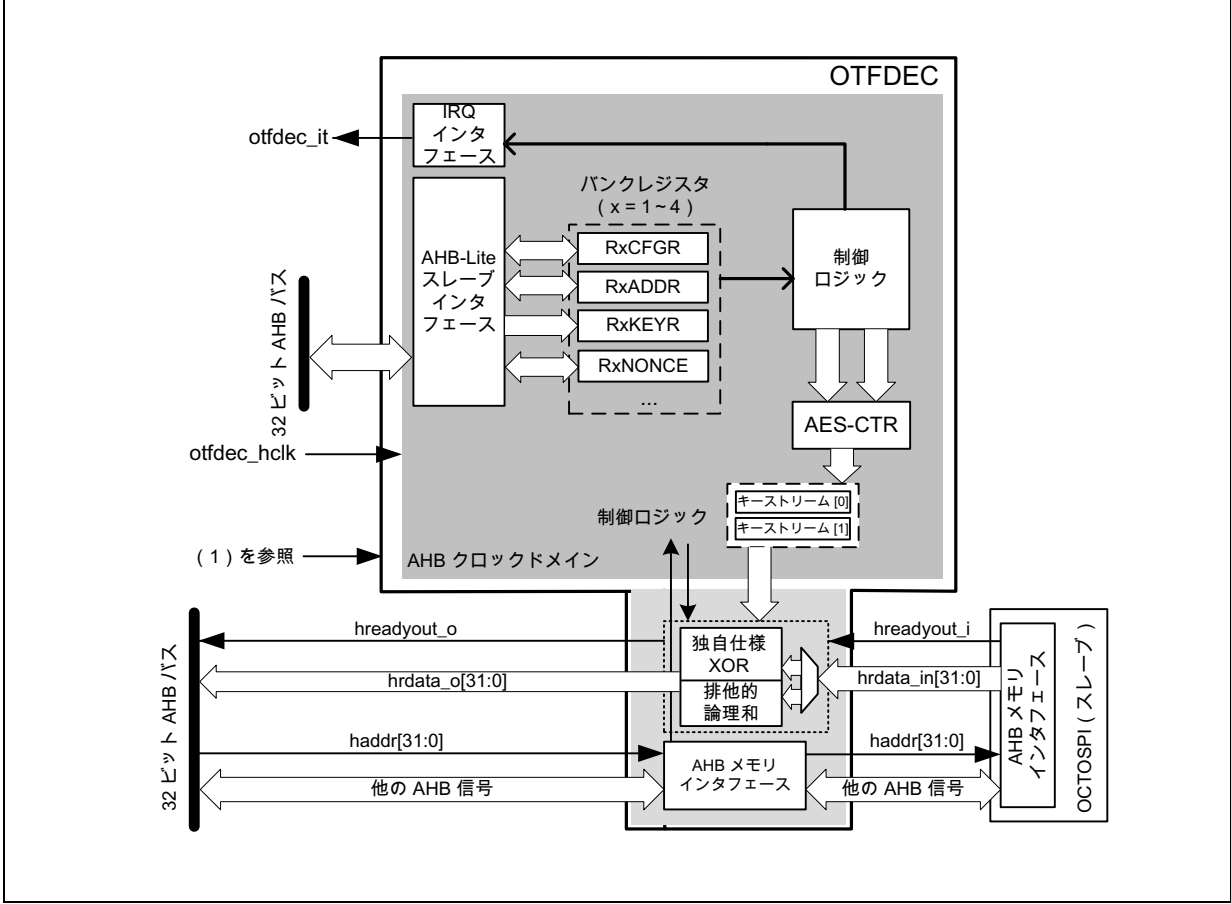 OTFDEC
IRQ
インタ
フェース
otfdec_it
バンクレジスタ
( x = 1 ~ 4 )
AHB-Lite
スレーブ
インタ
フェース
RxCFGR
RxADDR
RxKEYR
RxNONCE
...
制御
ロジック
32 ビット AHB バス
AES-CTR
otfdec_hclk
キーストリーム [0]
キーストリーム [1]
制御ロジック
( 1 ) を参照
AHB クロックドメイン
32 ビット AHB バス
hreadyout_o
hrdata_o[31:0]
haddr[31:0]
他の AHB 信号
独自仕様
XOR
排他的
論理和
AHB メモリ
インタフェース
hreadyout_i
hrdata_in[31:0]
haddr[31:0]
他の AHB 信号
AHB メモリ
インタフェース
OCTOSPI ( スレーブ )